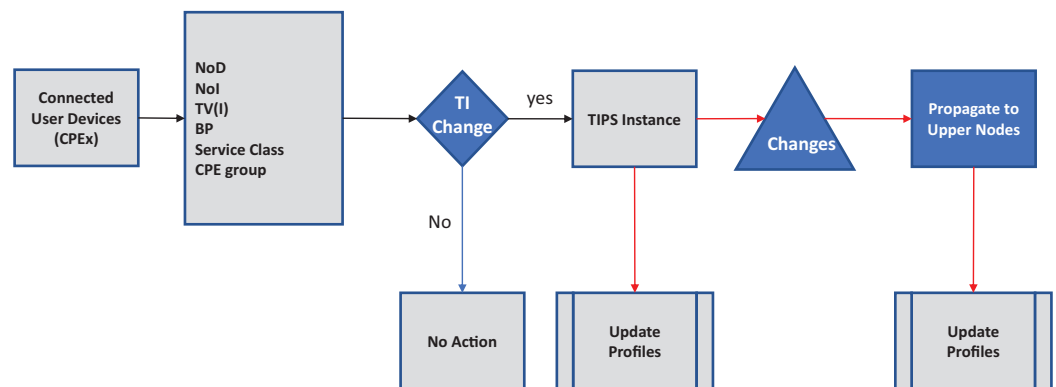 Connected
User Devices
(CPEx)
NoD
NoI
TV(I)
BP
Service Class
CPE group
TI
Change
yes
No
TIPS Instance
Changes
Propagate to
Upper Nodes
No Action
Update
Profiles
Update
Profiles